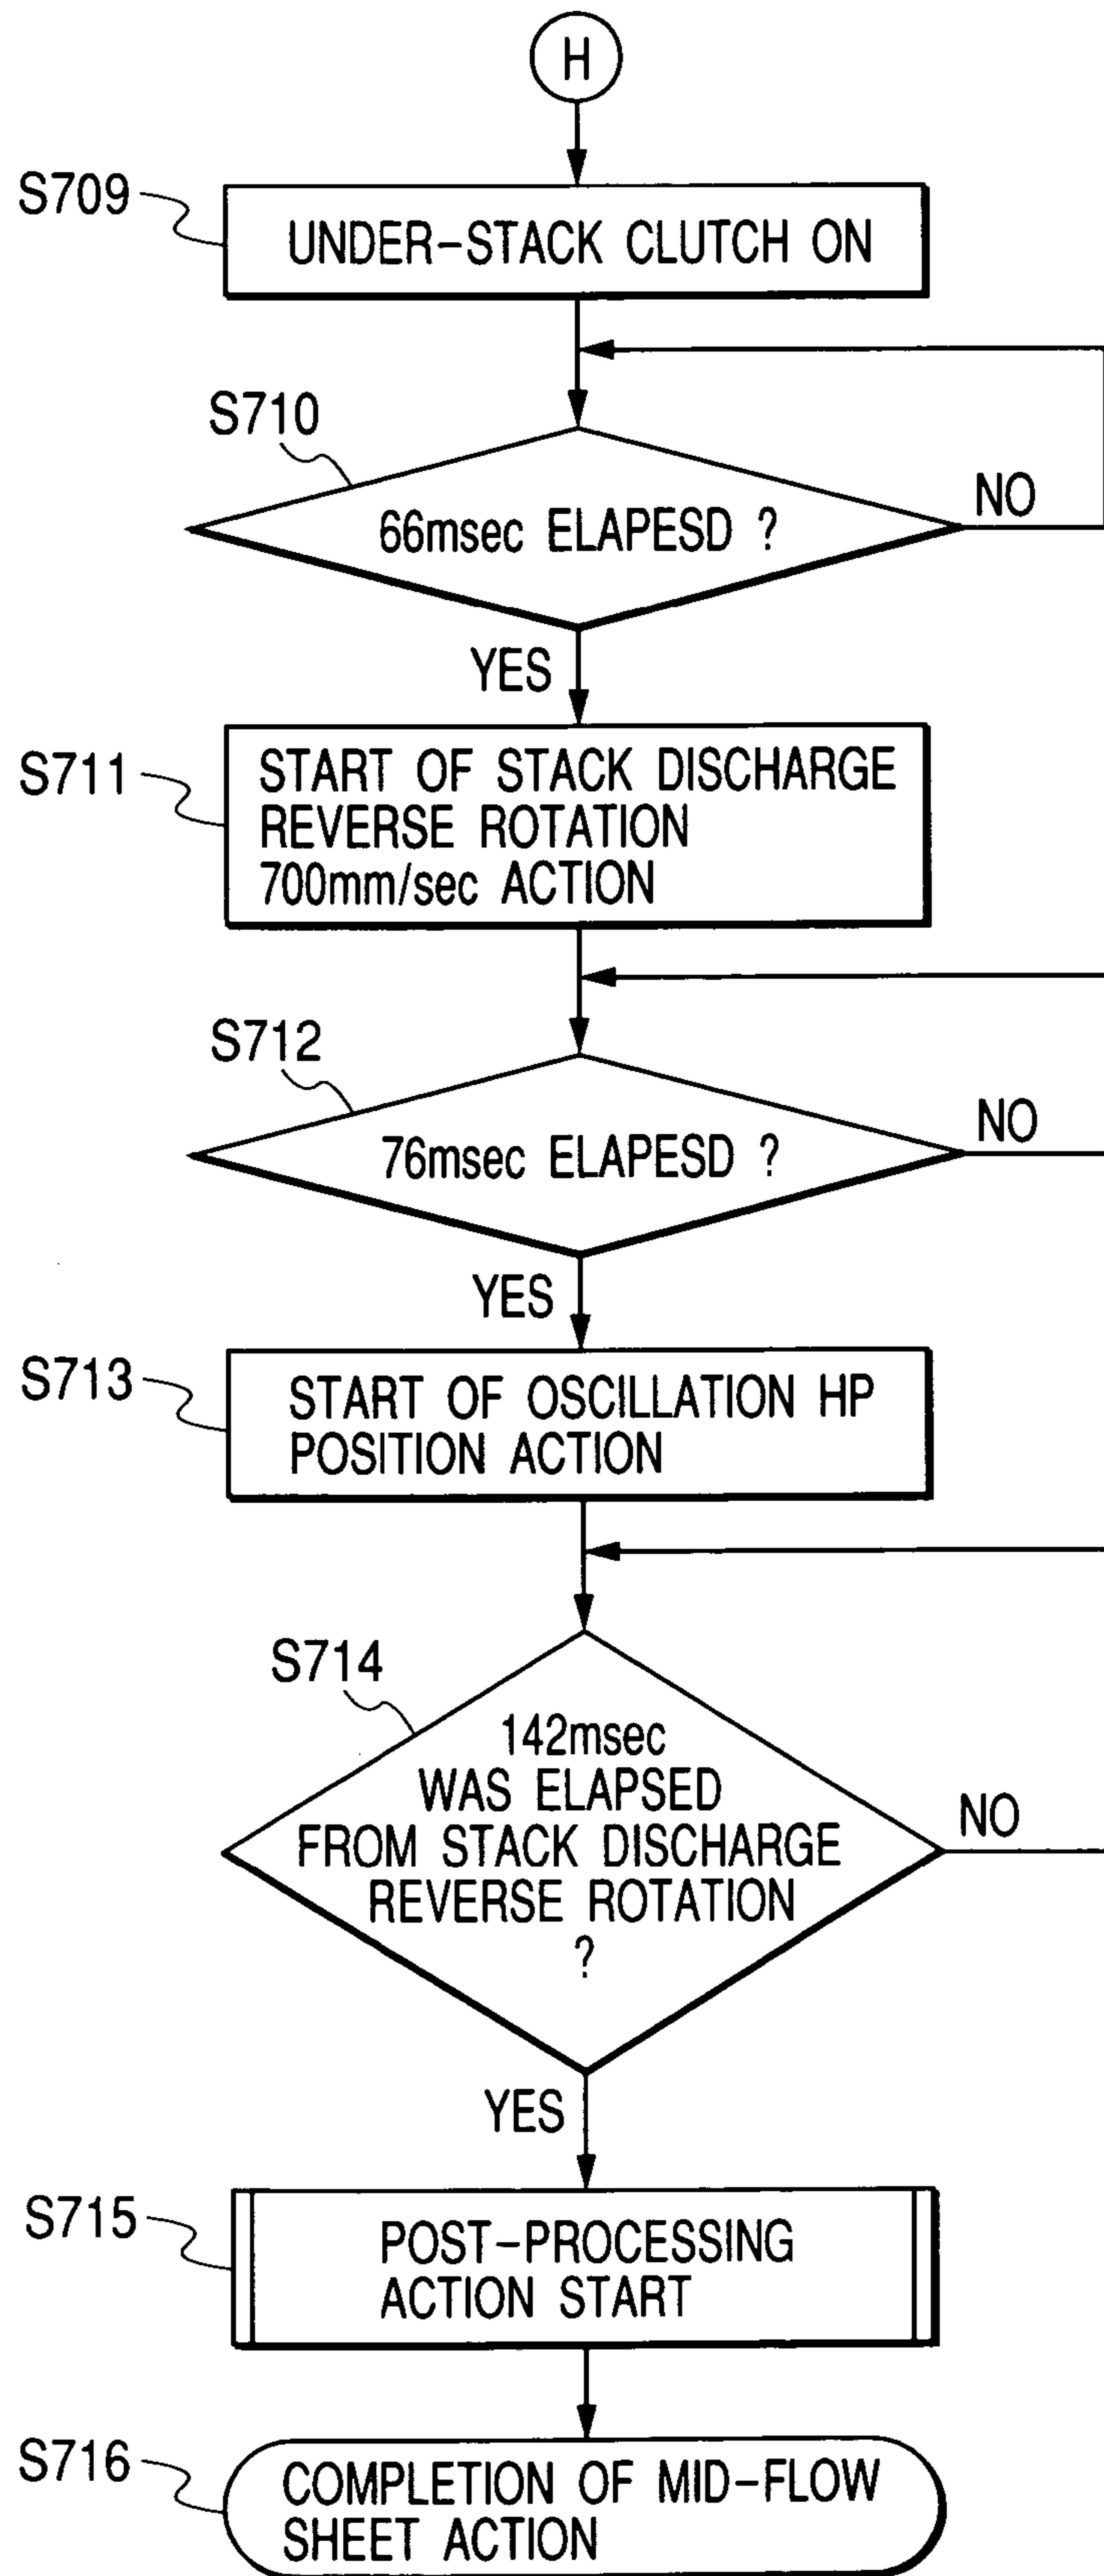 H
S709
UNDER-STACK CLUTCH ON
S710
66msec ELAPESD ?
NO
YES
S711
START OF STACK DISCHARGE
REVERSE ROTATION
700mm/sec ACTION
S712
76msec ELAPESD ?
NO
YES
S713
START OF OSCILLATION HP
POSITION ACTION
S714
142msec
WAS ELAPSED
FROM STACK DISCHARGE
REVERSE ROTATION
?
NO
YES
S715
POST-PROCESSING
ACTION START
S716
COMPLETION OF MID-FLOW
SHEET ACTION